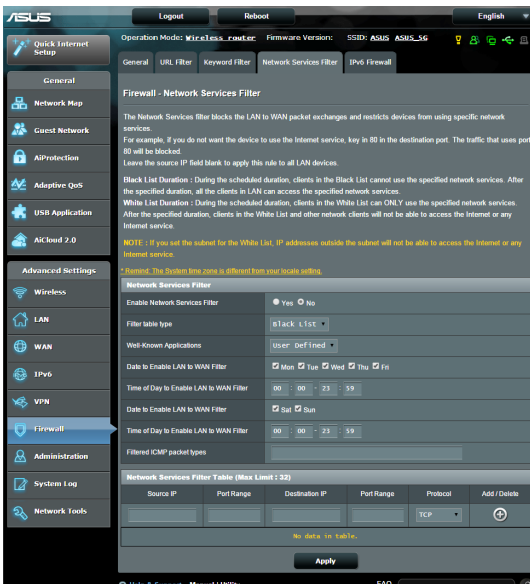 ASUS
Logout
Reboot
English
Operation Mode: Wireless router Firmware Version: SSID: ASUS ASUS_5G
Quick Internet Setup
General
Network Map
Guest Network
AiProtection
Adaptive QoS
USB Application
AiCloud 2.0
Advanced Settings
Wireless
LAN
WAN
IPv6
VPN
Firewall
Administration
System Log
Network Tools
General
URL Filter
Keyword Filter
Network Services Filter
IPv6 Firewall
Firewall - Network Services Filter
The Network Services filter blocks the LAN to WAN packet exchanges and restricts devices from using specific network
services.
For example, if you do not want the device to use the Internet service, key in 80 in the destination port. The traffic that uses port
80 will be blocked.
Leave the source IP field blank to apply this rule to all LAN devices.
Black List Duration : During the scheduled duration, clients in the Black List cannot use the specified network services. After
the specified duration, all the clients in LAN can access the specified network services.
White List Duration : During the scheduled duration, clients in the White List can ONLY use the specified network services.
After the specified duration, clients in the White List and other network clients will not be able to access the Internet or any
Internet service.
NOTE : If you set the subnet for the White List, IP addresses outside the subnet will not be able to access the Internet or any
Internet service.
* Remind: The System time zone is different from your locale setting.
Network Services Filter
Enable Network Services Filter Yes No
Filter table type Black List
Well-Known Applications User Defined
Date to Enable LAN to WAN Filter Mon Tue Wed Thu Fri
Time of Day to Enable LAN to WAN Filter 00 : 00 - 23 : 59
Date to Enable LAN to WAN Filter Sat Sun
Time of Day to Enable LAN to WAN Filter 00 : 00 - 23 : 59
Filtered ICMP packet types
Network Services Filter Table (Max Limit : 32)
Source IP Port Range Destination IP Port Range Protocol Add / Delete
TCP
No data in table.
Apply
Help & Support Manual | Utility FAQ